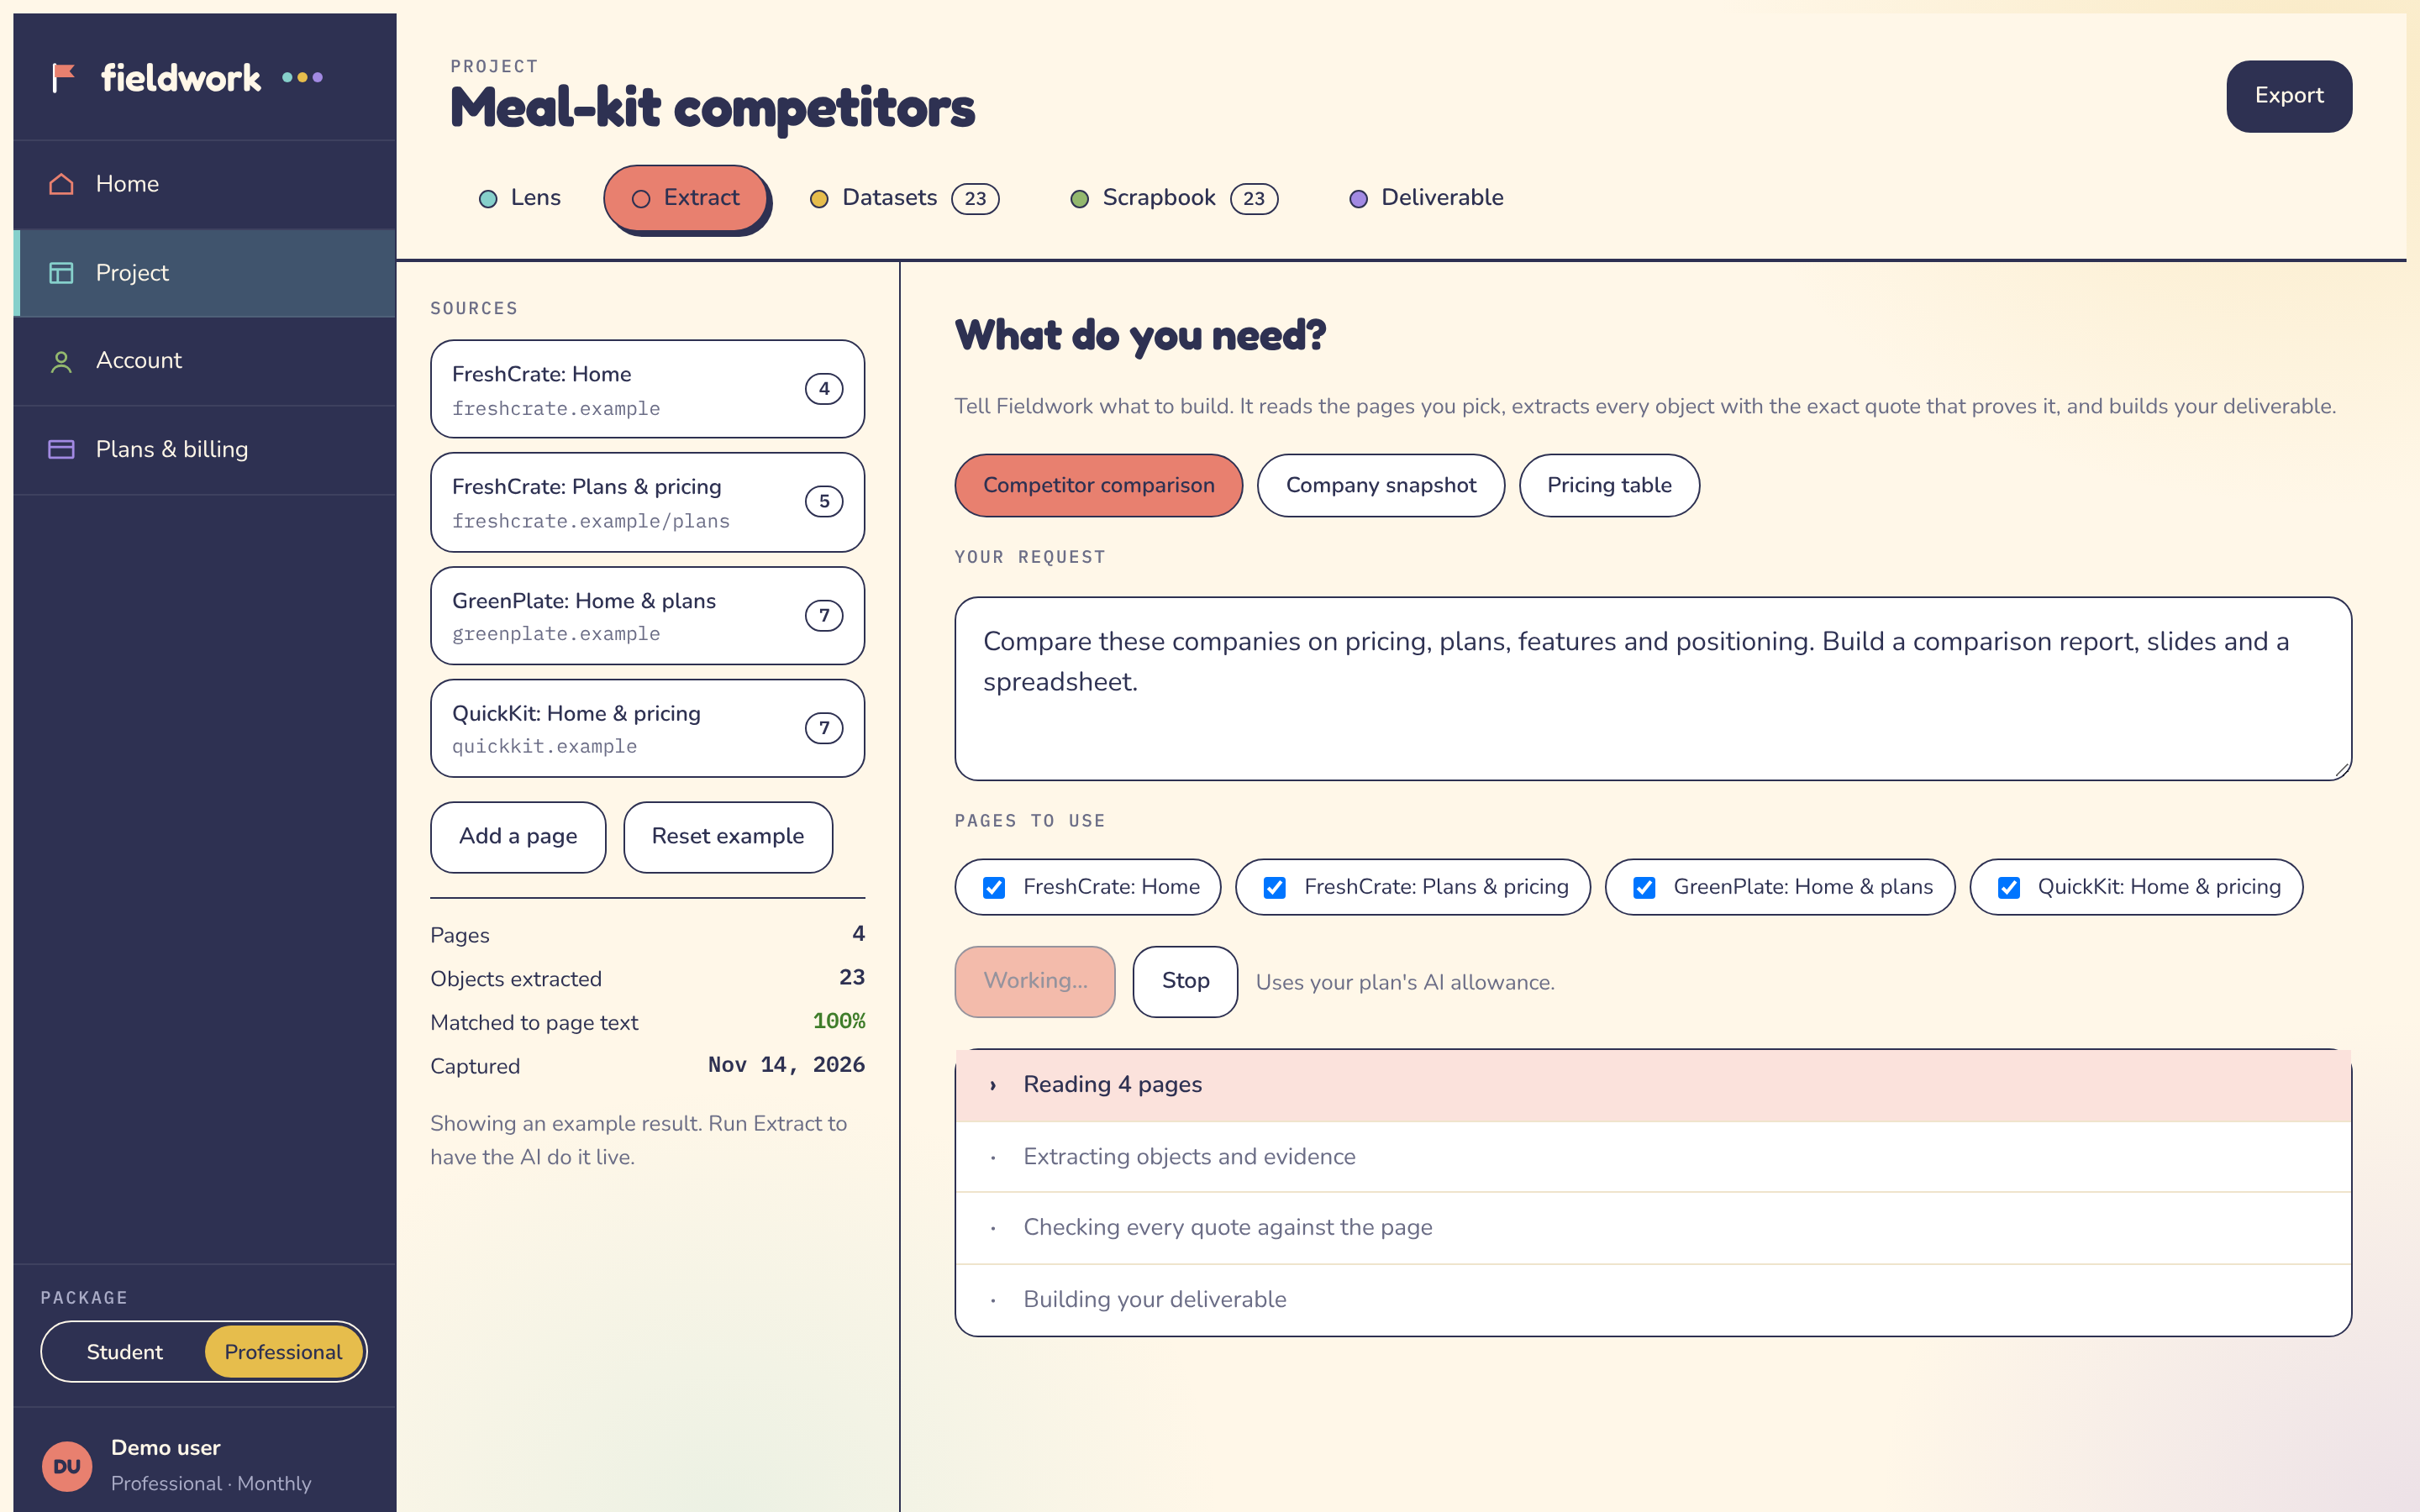 fieldwork
Home
Project
Account
Plans & billing
PACKAGE
Student
Professional
DU
Demo user
Professional · Monthly
PROJECT
Meal-kit competitors
Export
Lens
Extract
Datasets 23
Scrapbook 23
Deliverable
SOURCES
FreshCrate: Home
freshcrate.example
4
FreshCrate: Plans & pricing
freshcrate.example/plans
5
GreenPlate: Home & plans
greenplate.example
7
QuickKit: Home & pricing
quickkit.example
7
Add a page
Reset example
Pages 4
Objects extracted 23
Matched to page text 100%
Captured Nov 14, 2026
Showing an example result. Run Extract to
have the AI do it live.
What do you need?
Tell Fieldwork what to build. It reads the pages you pick, extracts every object with the exact quote that proves it, and builds your deliverable.
Competitor comparison
Company snapshot
Pricing table
YOUR REQUEST
Compare these companies on pricing, plans, features and positioning. Build a comparison report, slides and a
spreadsheet.
PAGES TO USE
FreshCrate: Home
FreshCrate: Plans & pricing
GreenPlate: Home & plans
QuickKit: Home & pricing
Working...
Stop
Uses your plan's AI allowance.
› Reading 4 pages
· Extracting objects and evidence
· Checking every quote against the page
· Building your deliverable